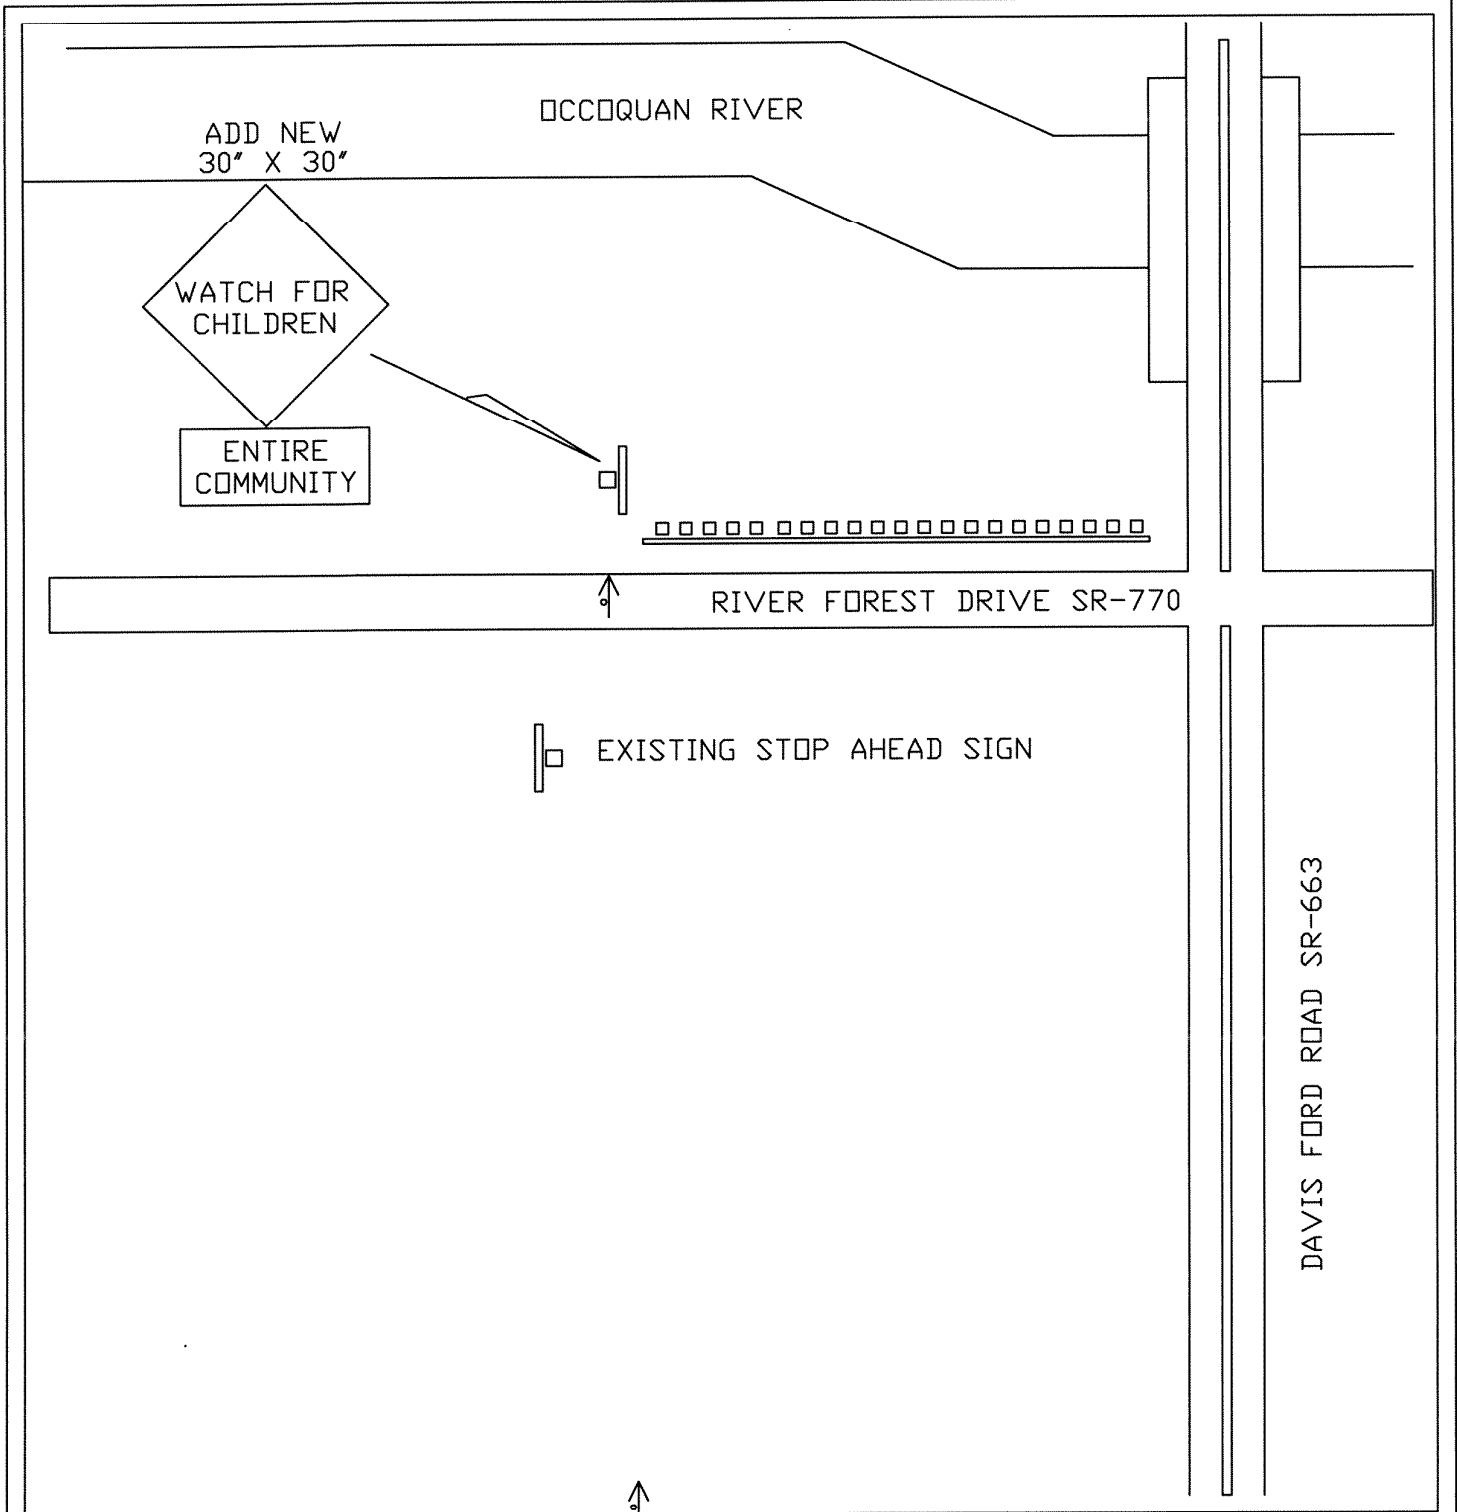 OCCOQUAN RIVER
ADD NEW
30" X 30"
WATCH FOR
CHILDREN
ENTIRE
COMMUNITY
RIVER FOREST DRIVE SR-770
EXISTING STOP AHEAD SIGN
DAVIS FORD ROAD SR-663